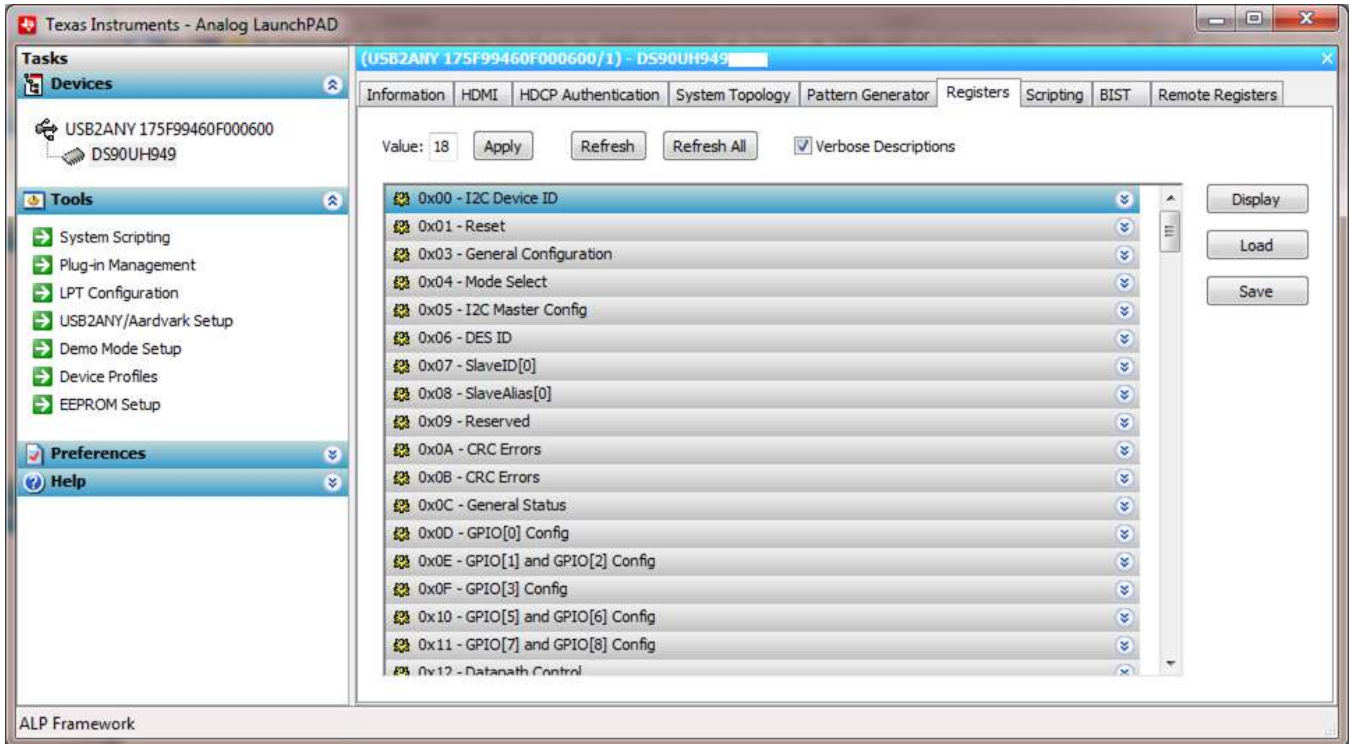 Texas Instruments - Analog LaunchPAD
Tasks
Devices
USB2ANY 175F99460F000600
DS90UH949
Tools
System Scripting
Plug-in Management
LPT Configuration
USB2ANY/Aardvark Setup
Demo Mode Setup
Device Profiles
EEPROM Setup
Preferences
Help
(USB2ANY 175F99460F000600/1) - DS90UH949
Information HDMI HDCP Authentication System Topology Pattern Generator Registers Scripting BIST Remote Registers
Value: 18 Apply Refresh Refresh All Verbose Descriptions
0x00 - I2C Device ID
0x01 - Reset
0x03 - General Configuration
0x04 - Mode Select
0x05 - I2C Master Config
0x06 - DES ID
0x07 - SlaveID[0]
0x08 - SlaveAlias[0]
0x09 - Reserved
0x0A - CRC Errors
0x0B - CRC Errors
0x0C - General Status
0x0D - GPIO[0] Config
0x0E - GPIO[1] and GPIO[2] Config
0x0F - GPIO[3] Config
0x10 - GPIO[5] and GPIO[6] Config
0x11 - GPIO[7] and GPIO[8] Config
0x12 - Datapath Control
Display
Load
Save
ALP Framework